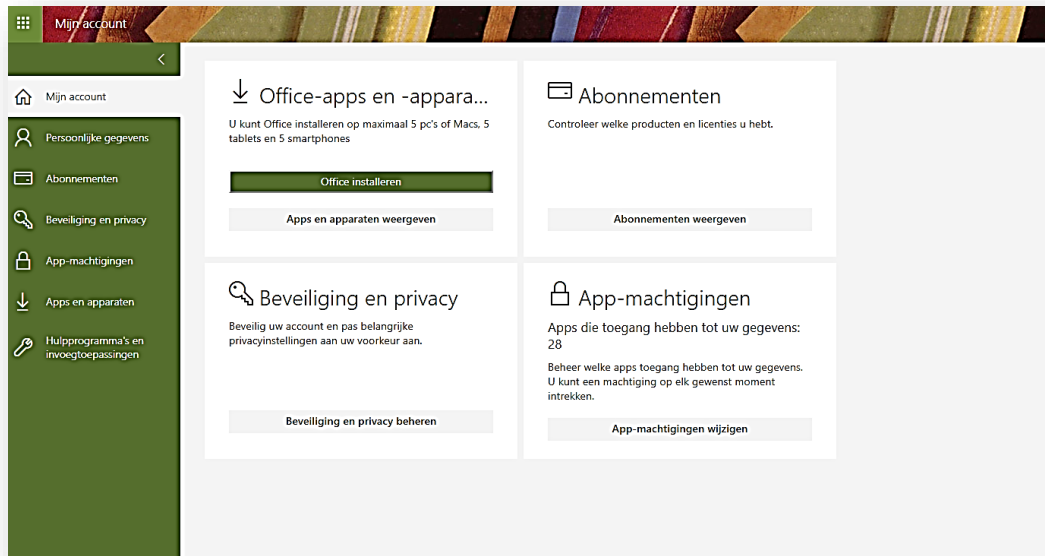 Mijn account
Mijn account
Persoonlijke gegevens
Abonnementen
Beveiliging en privacy
App-machtigingen
Apps en apparaten
Hulpprogramma's en
invoegtoepassingen
Office-apps en -appara...
U kunt Office installeren op maximaal 5 pc's of Macs, 5
tablets en 5 smartphones
Office installeren
Apps en apparaten weergeven
Abonnementen
Controleer welke producten en licenties u hebt.
Abonnementen weergeven
Beveiliging en privacy
Beveilig uw account en pas belangrijke
privacyinstellingen aan uw voorkeur aan.
Beveiliging en privacy beheren
App-machtigingen
Apps die toegang hebben tot uw gegevens:
28
Beheer welke apps toegang hebben tot uw gegevens.
U kunt een machtiging op elk gewenst moment
intrekken.
App-machtigingen wijzigen